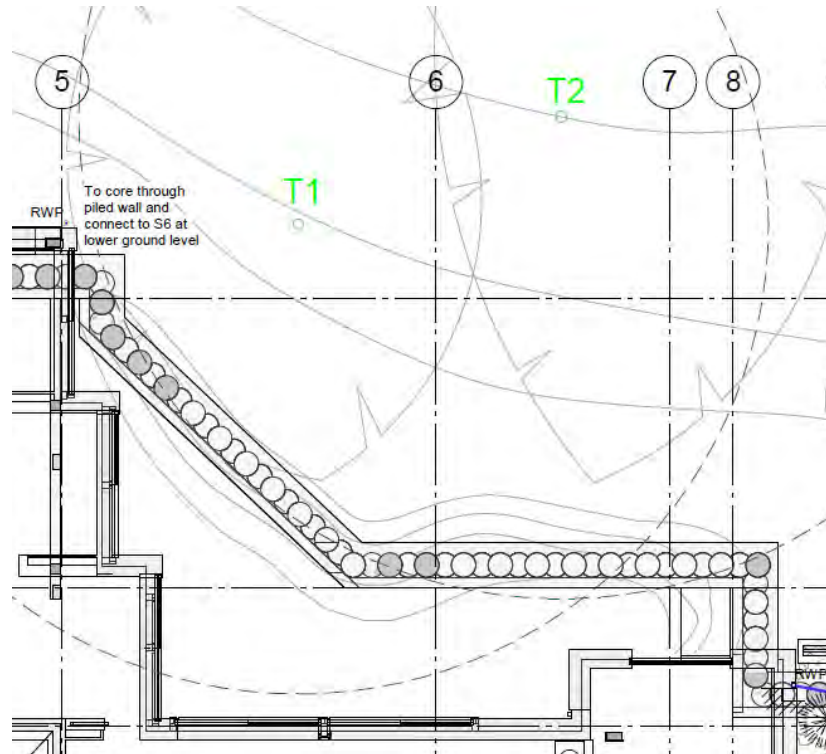 5
6
7
8
T2
T1
To core through
piled wall and
connect to S6 at
lower ground level
RWP
RWP